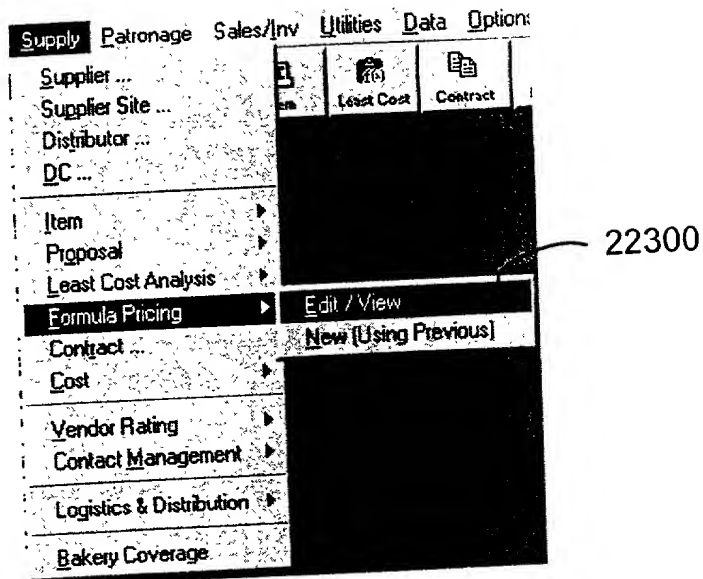 Supply Patronage Sales/Inv Utilities Data Option
Supplier ...
Supplier Site ...
Distributor ...
DC ...
Least Cost Contract
Item
Proposal
Least Cost Analysis
22300
Formula Pricing
Edit / View
New (Using Previous)
Contract ...
Cost
Vendor Rating
Contact Management
Logistics & Distribution
Bakery Coverage